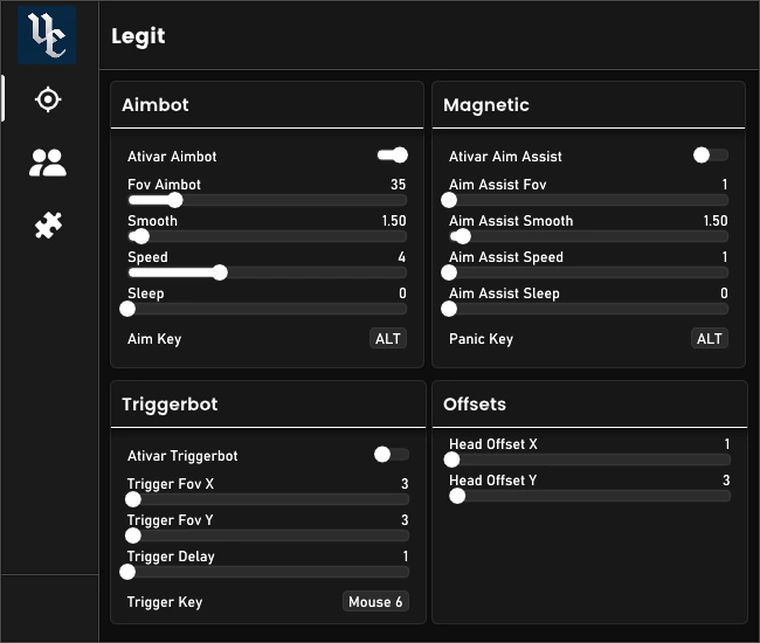 UC
Legit
Aimbot
Ativar Aimbot
Fov Aimbot 35
Smooth 1.50
Speed 4
Sleep 0
Aim Key ALT
Magnetic
Ativar Aim Assist
Aim Assist Fov 1
Aim Assist Smooth 1.50
Aim Assist Speed 1
Aim Assist Sleep 0
Panic Key ALT
Triggerbot
Ativar Triggerbot
Trigger Fov X 3
Trigger Fov Y 3
Trigger Delay 1
Trigger Key Mouse 6
Offsets
Head Offset X 1
Head Offset Y 3